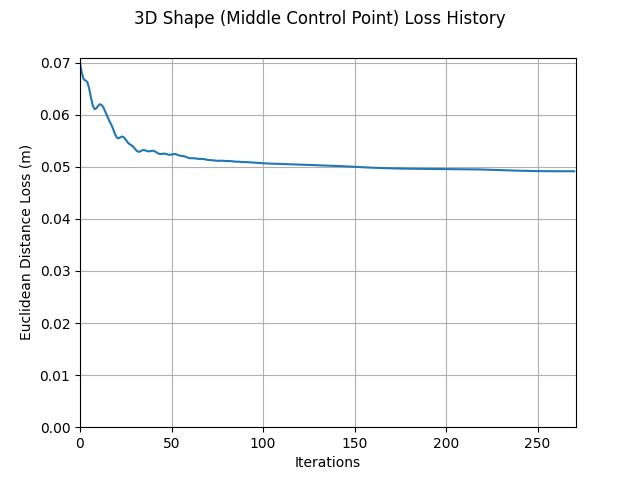 3D Shape (Middle Control Point) Loss History
Euclidean Distance Loss (m)
0.07
0.06
0.05
0.04
0.03
0.02
0.01
0.00
0 50 100 150 200 250
Iterations